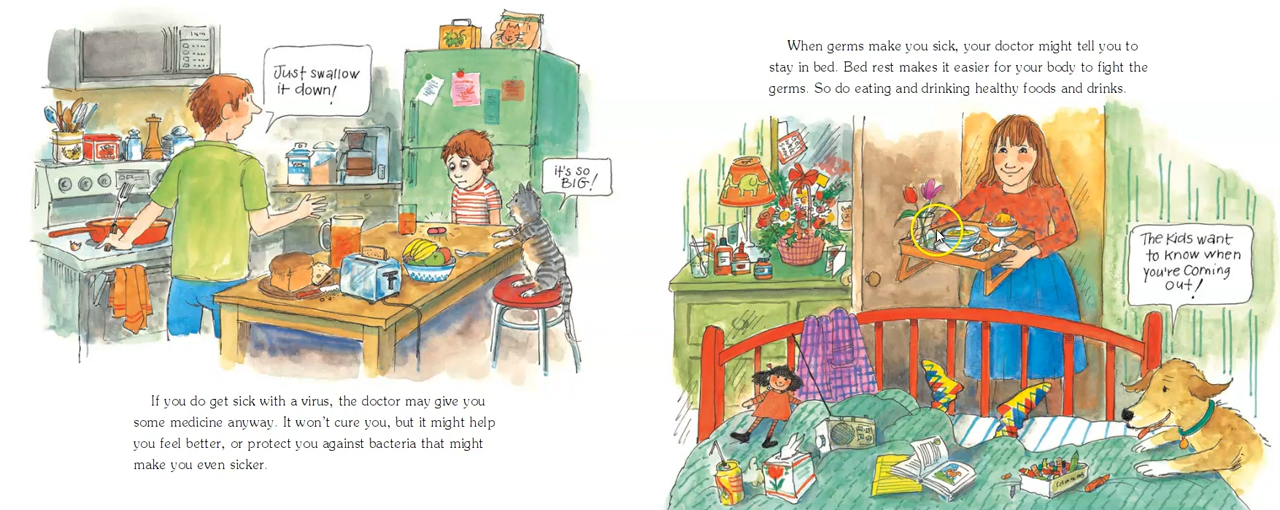 Just swallow
it down!
it's so
BIG!
If you do get sick with a virus, the doctor may give you
some medicine anyway. It won't cure you, but it might help
you feel better, or protect you against bacteria that might
make you even sicker.
When germs make you sick, your doctor might tell you to
stay in bed. Bed rest makes it easier for your body to fight the
germs. So do eating and drinking healthy foods and drinks.
The kids want
to know when
you're coming
out!